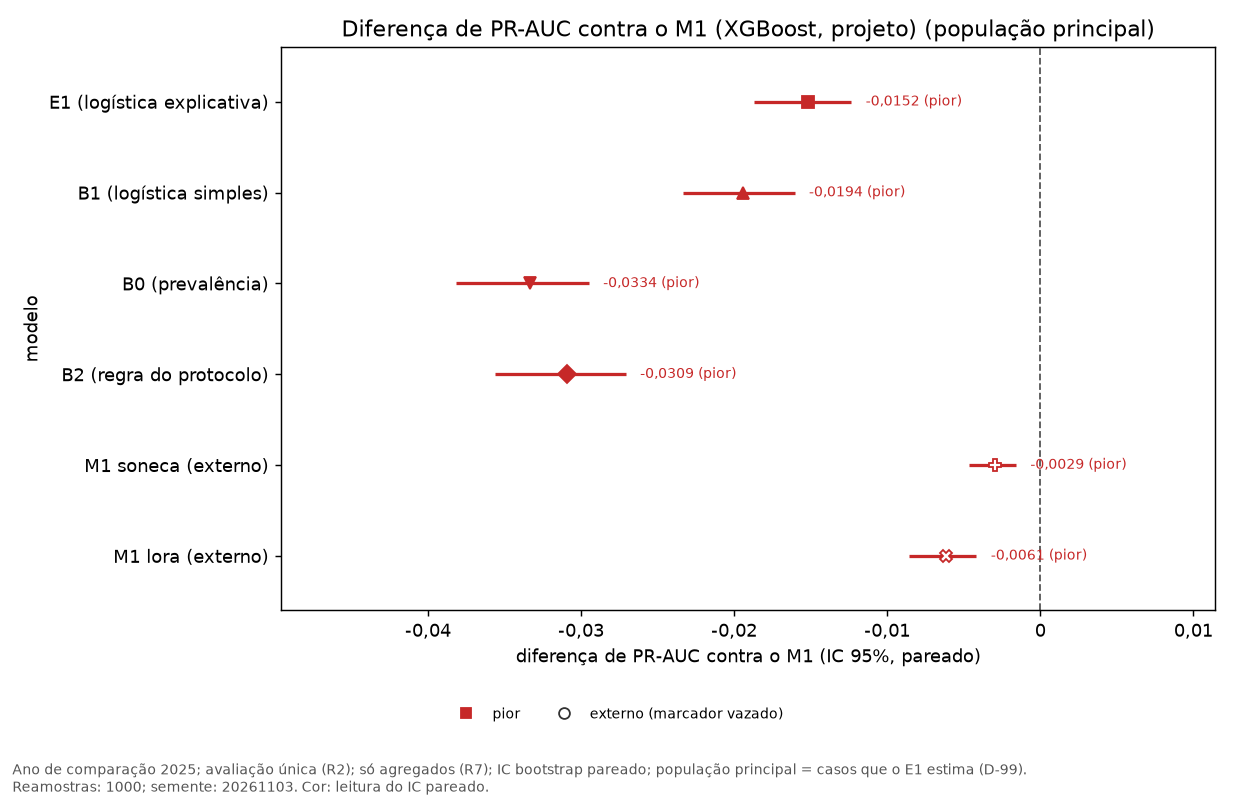 Diferença de PR-AUC contra o M1 (XGBoost, projeto) (população principal)
E1 (logística explicativa)
-0,0152 (pior)
B1 (logística simples)
-0,0194 (pior)
B0 (prevalência)
-0,0334 (pior)
modelo
B2 (regra do protocolo)
-0,0309 (pior)
M1 soneca (externo)
-0,0029 (pior)
M1 lora (externo)
-0,0061 (pior)
-0,04 -0,03 -0,02 -0,01 0 0,01
diferença de PR-AUC contra o M1 (IC 95%, pareado)
pior externo (marcador vazado)
Ano de comparação 2025; avaliação única (R2); só agregados (R7); IC bootstrap pareado; população principal = casos que o E1 estima (D-99).
Reamostras: 1000; semente: 20261103. Cor: leitura do IC pareado.